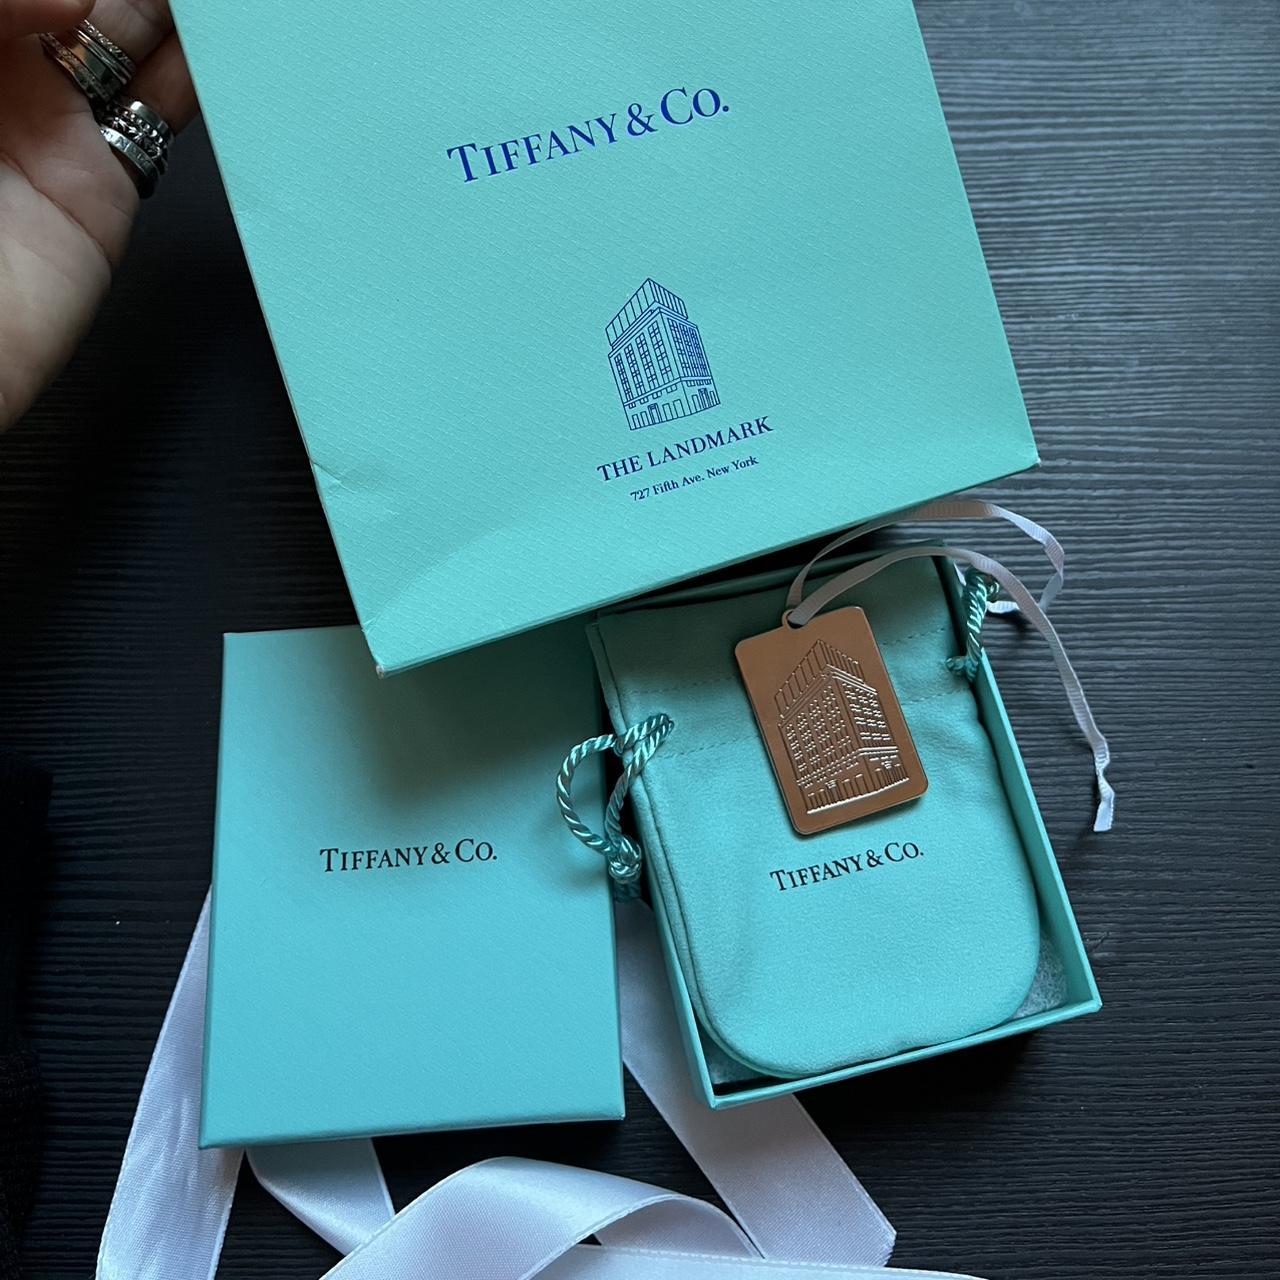 TIFFANY & CO.
THE LANDMARK
727 Fifth Ave. New York
TIFFANY & CO.
TIFFANY & CO.